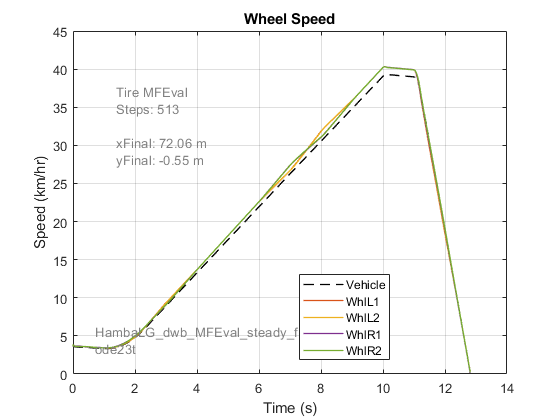 Wheel Speed
45
40
35
30
25
20
15
10
5
0
Speed (km/hr)
Tire MFEval
Steps: 513
xFinal: 72.06 m
yFinal: -0.55 m
HambaLG_dwb_MFEval_steady_f
ode23t
Vehicle
WhlL1
WhlL2
WhlR1
WhlR2
0 2 4 6 8 10 12 14
Time (s)